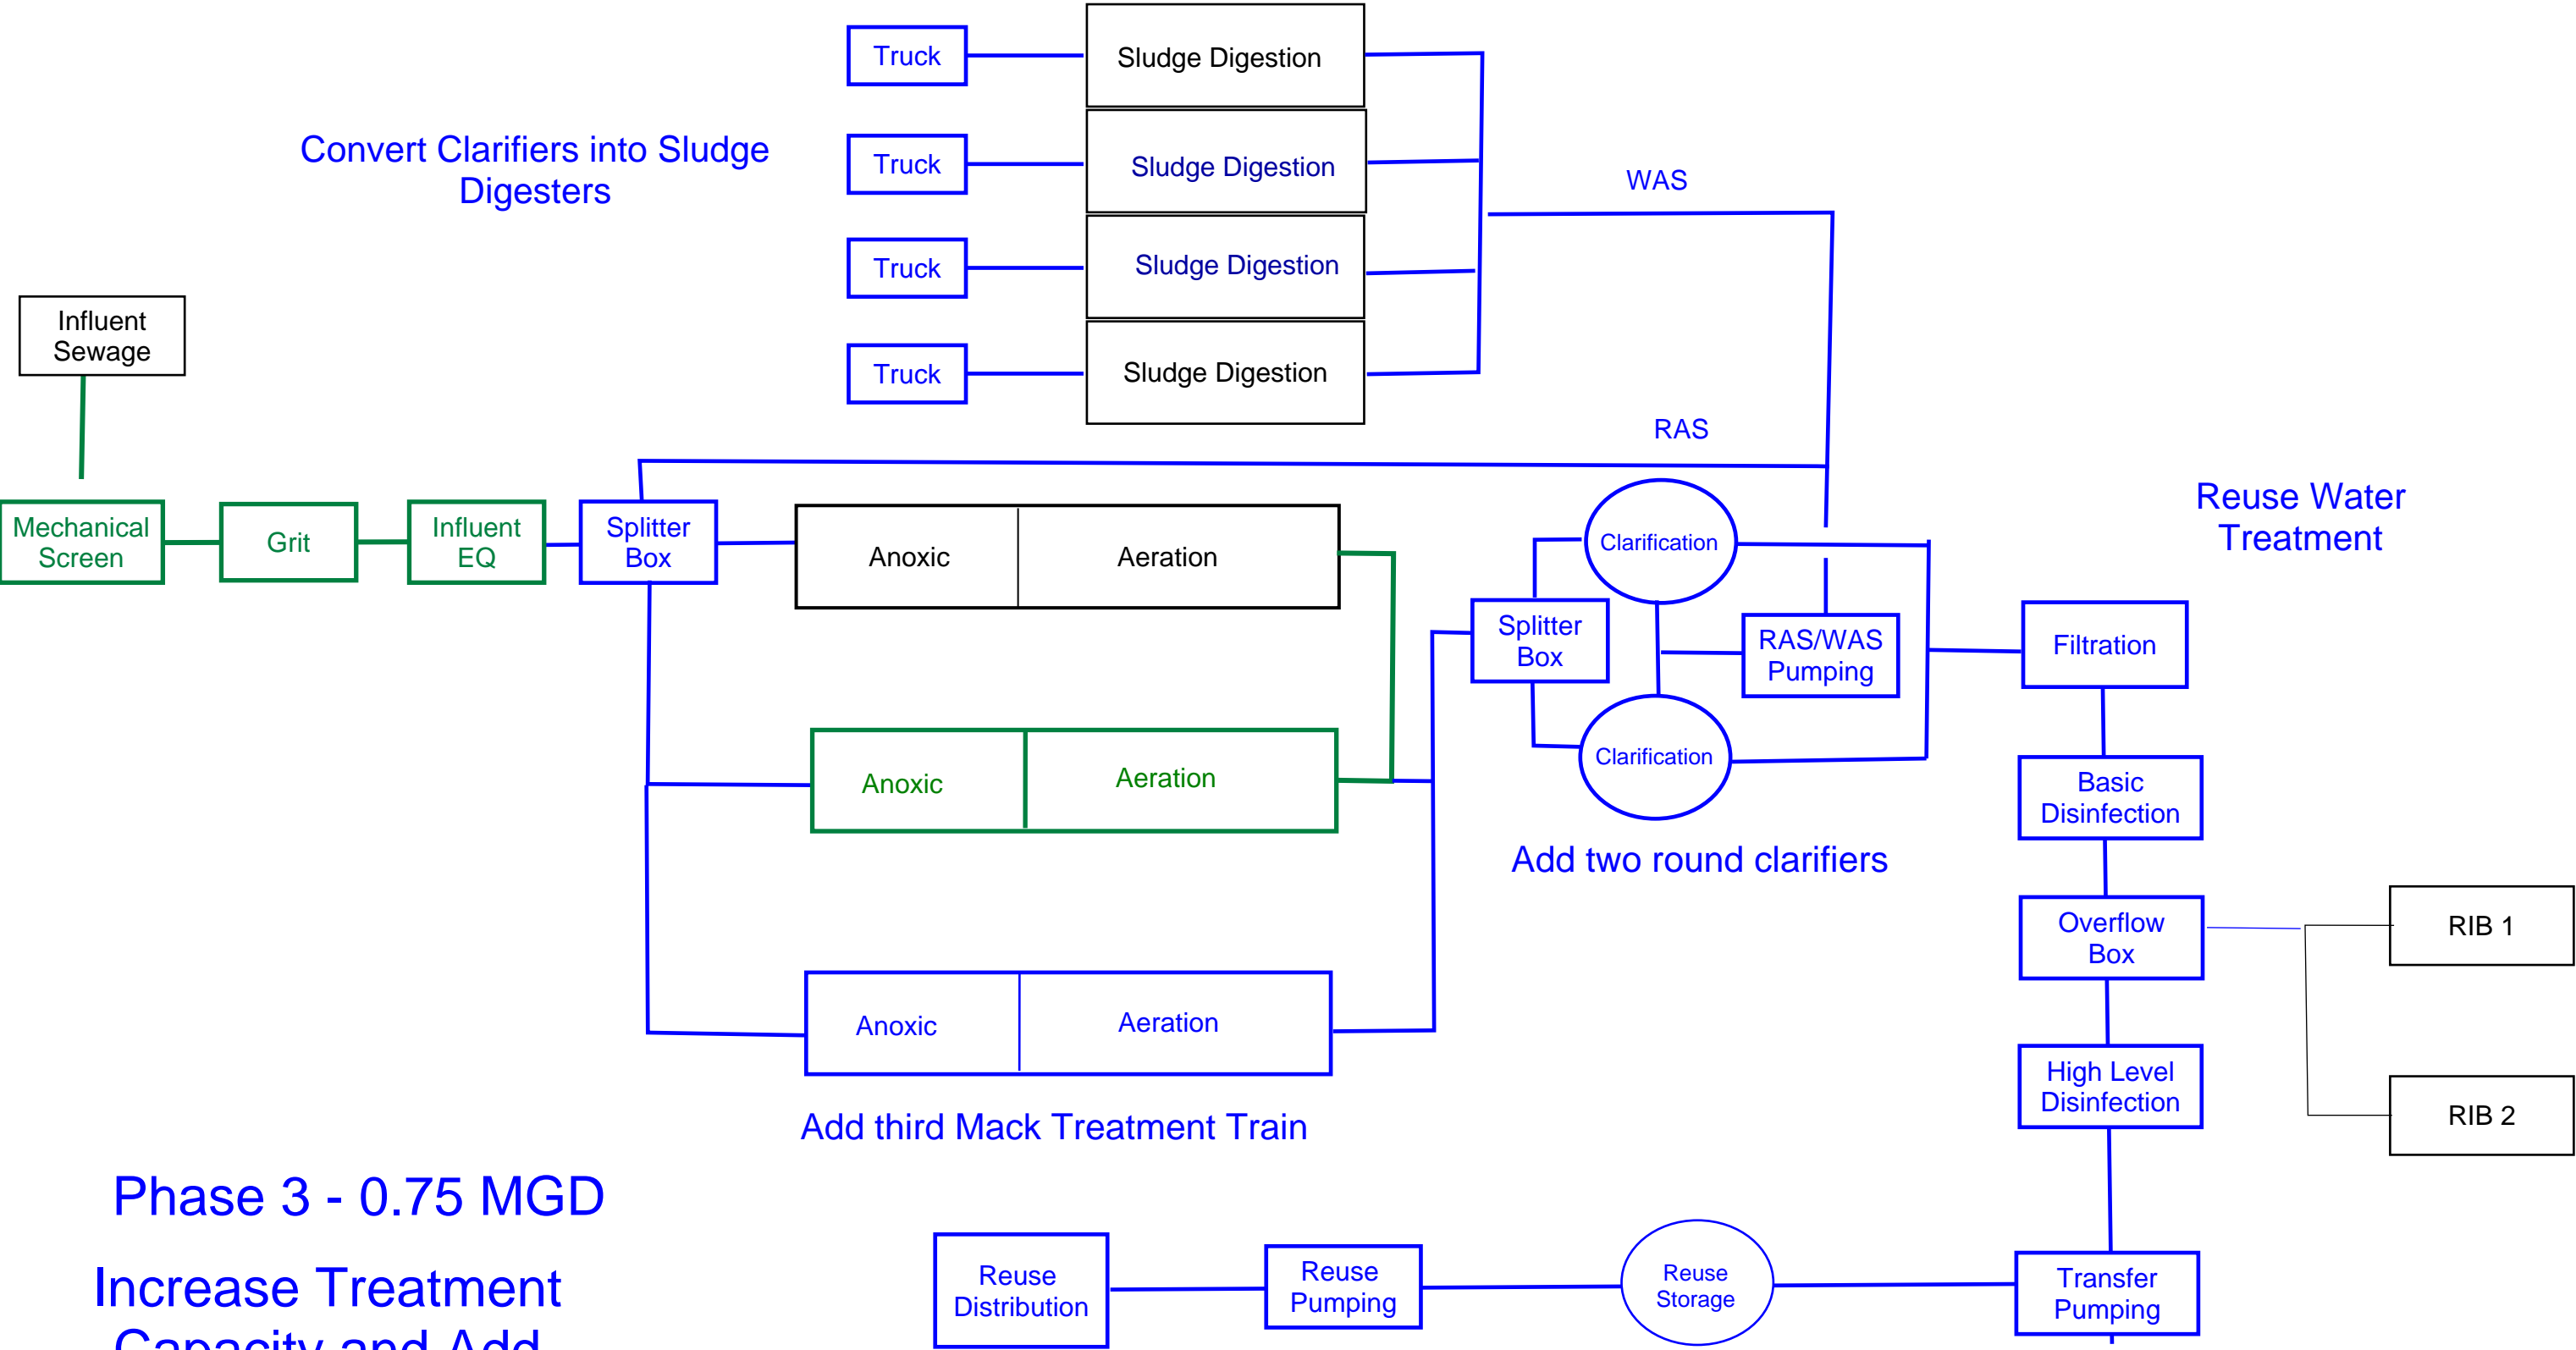 Truck
Sludge Digestion
Convert Clarifiers into Sludge
Digesters
Truck
Sludge Digestion
WAS
Truck
Sludge Digestion
Influent
Sewage
Truck
Sludge Digestion
RAS
Mechanical
Screen
Grit
Influent
EQ
Splitter
Box
Anoxic
Aeration
Clarification
Reuse Water
Treatment
Splitter
Box
RAS/WAS
Pumping
Filtration
Anoxic
Aeration
Clarification
Basic
Disinfection
Add two round clarifiers
Overflow
Box
RIB 1
Anoxic
Aeration
High Level
Disinfection
RIB 2
Add third Mack Treatment Train
Phase 3 - 0.75 MGD
Increase Treatment
Capacity and Add
Reuse
Distribution
Reuse
Pumping
Reuse
Storage
Transfer
Pumping